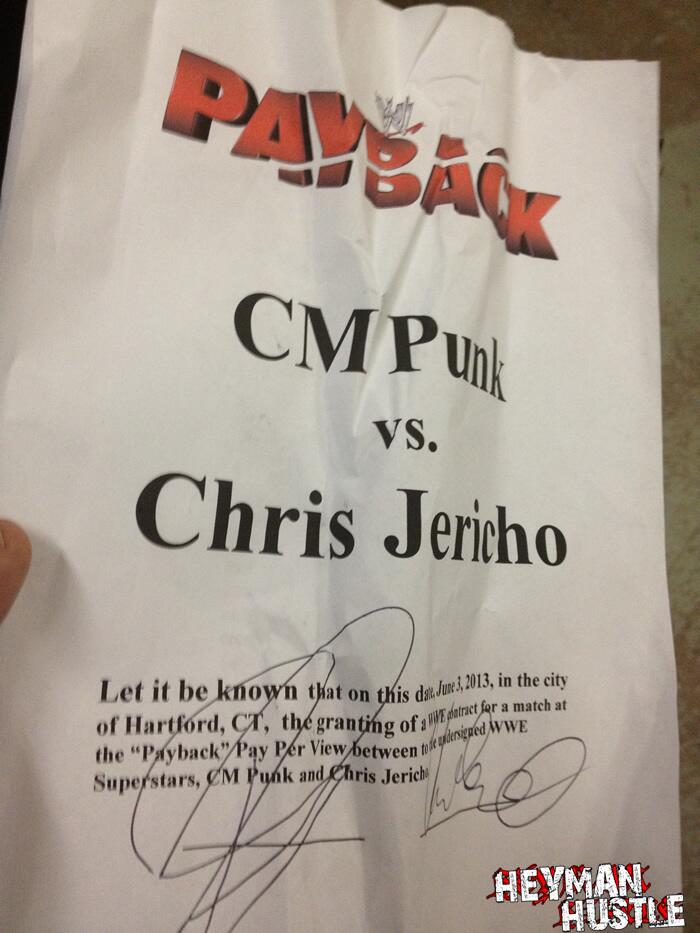 PAYBACK
CM Punk
vs.
Chris Jericho
Let it be known that on this date, June 3, 2013, in the city
of Hartford, CT, the granting of a WWE contract for a match at
the “Payback” Pay Per View between to the undersigned WWE
Superstars, CM Punk and Chris Jericho
HEYMAN
HUSTLE